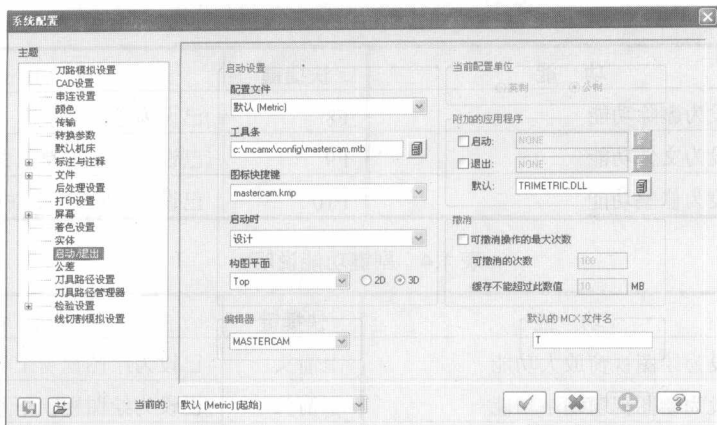 系统配置
主题
刀路模拟设置
CAD设置
串连设置
颜色
传输
转换参数
默认机床
标注与注释
文件
后处理设置
打印设置
屏幕
着色设置
实体
启动/退出
公差
刀具路径设置
刀具路径管理器
检验设置
线切割模拟设置
启动设置
配置文件
默认 (Metric)
工具条
c:\mcamx\config\mastercam.mtb
图标快捷键
mastercam.kmp
启动时
设计
构图平面
Top
2D
3D
编辑器
MASTERCAM
当前配置单位
英制
公制
附加的应用程序
启动:
NONE
退出:
NONE
默认:
TRIMETRIC.DLL
撤消
可撤消操作的最大次数
可撤消的次数
100
缓存不能超过此数值
10
MB
默认的 MCX 文件名
T
当前的:
默认 (Metric) (起始)